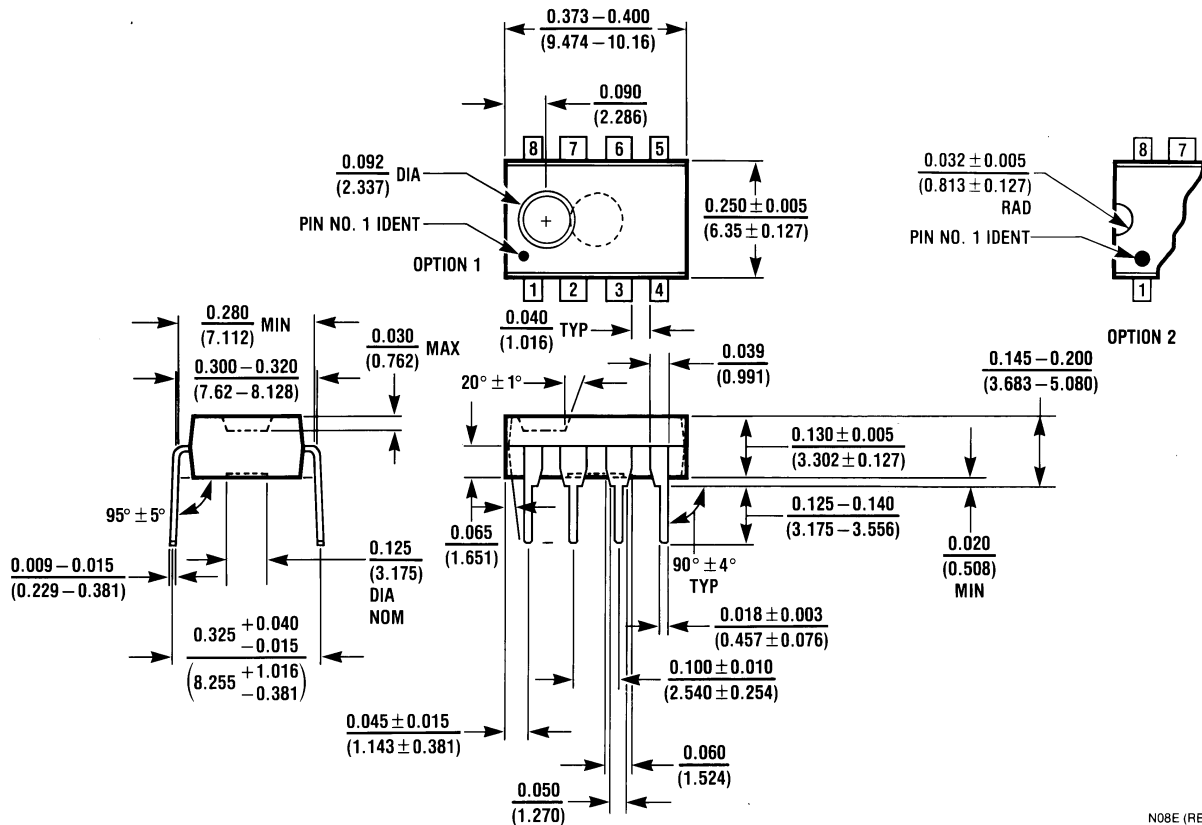 0.373 – 0.400
(9.474 – 10.16)
0.090
(2.286)
8 7 6 5
0.092 DIA
(2.337)
PIN NO. 1 IDENT
OPTION 1
0.250 ± 0.005
(6.35 ± 0.127)
1 2 3 4
8 7
0.032 ± 0.005
(0.813 ± 0.127)
RAD
PIN NO. 1 IDENT
1
OPTION 2
0.280 MIN
(7.112)
0.030 MAX
(0.762)
0.300 – 0.320
(7.62 – 8.128)
0.040 TYP
(1.016)
0.039
(0.991)
0.145 – 0.200
(3.683 – 5.080)
20° ± 1°
0.130 ± 0.005
(3.302 ± 0.127)
95° ± 5°
0.065
(1.651)
0.125 – 0.140
(3.175 – 3.556)
0.009 – 0.015
(0.229 – 0.381)
0.125
(3.175)
DIA
NOM
90° ± 4°
TYP
0.020
(0.508)
MIN
0.018 ± 0.003
(0.457 ± 0.076)
0.325 +0.040
−0.015
(8.255 +1.016
−0.381)
0.100 ± 0.010
(2.540 ± 0.254)
0.045 ± 0.015
(1.143 ± 0.381)
0.060
(1.524)
0.050
(1.270)
N08E